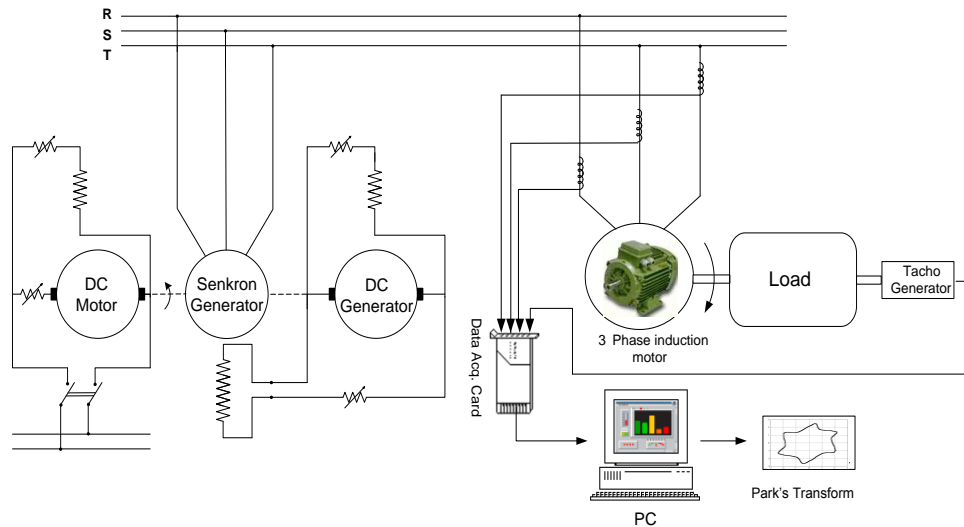 R
S
T
DC
Motor
Senkron
Generator
DC
Generator
Data Acq. Card
3 Phase induction
motor
Load
Tacho
Generator
PC
Park's Transform